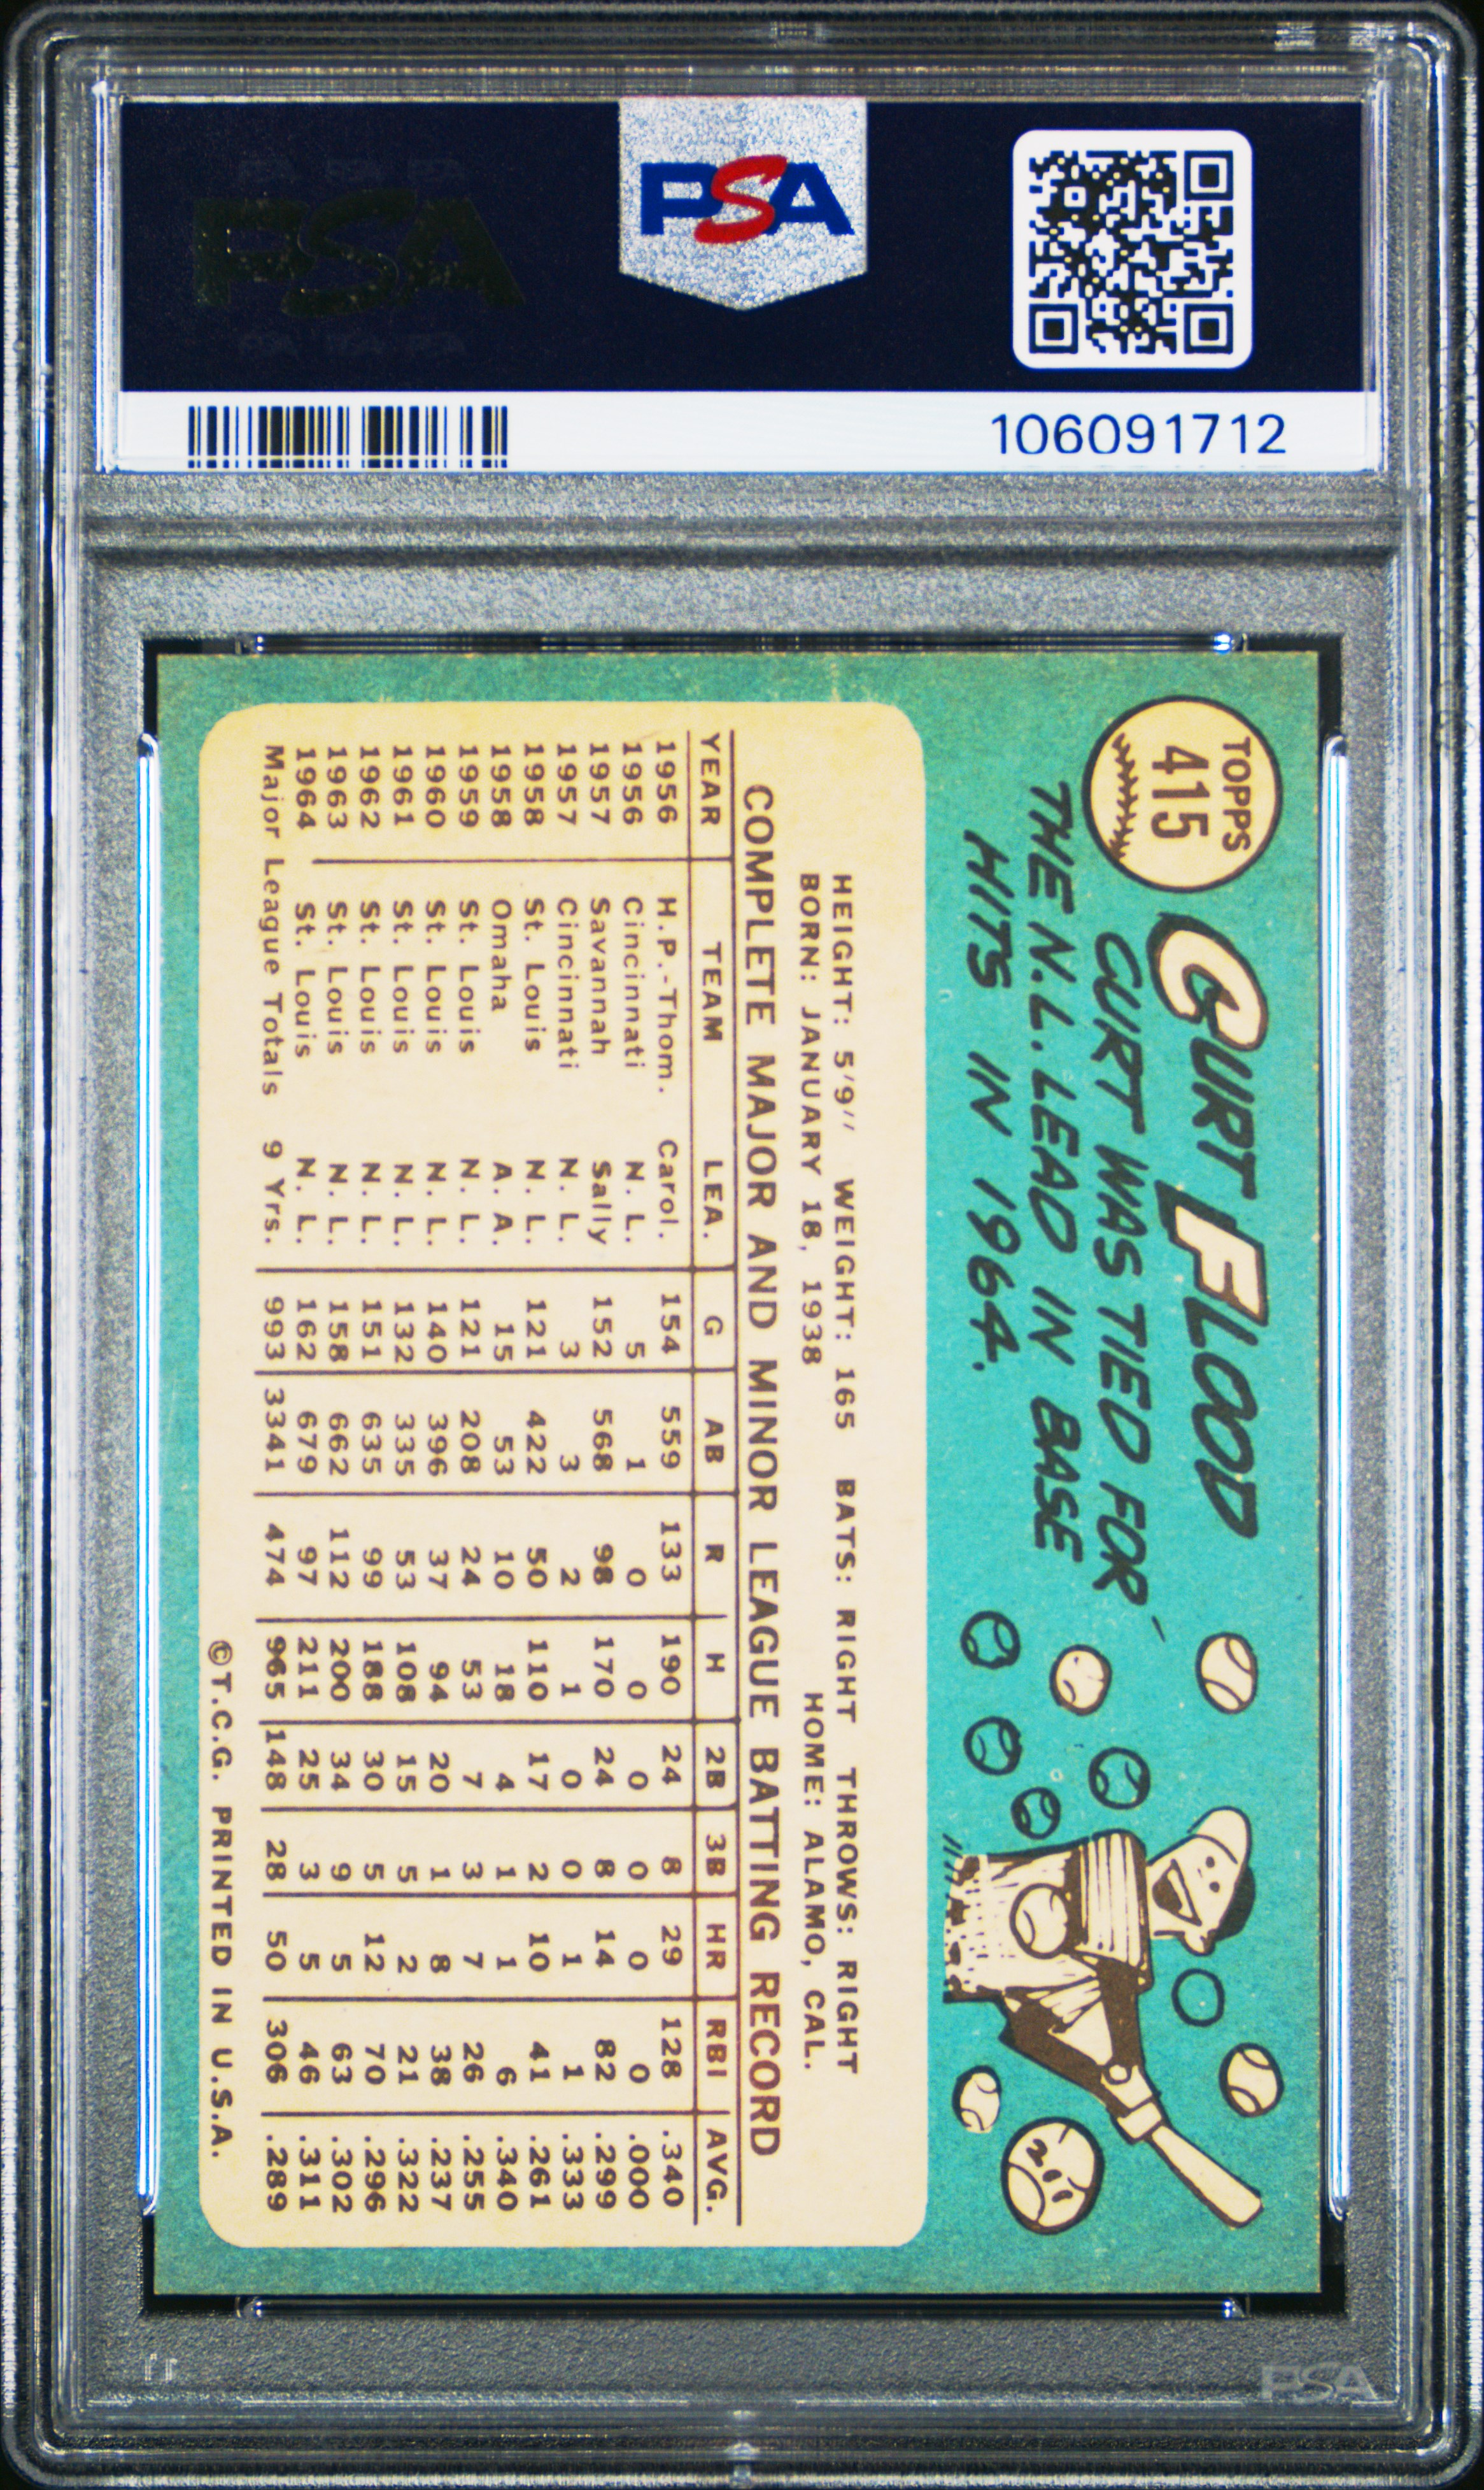 PSA
PSA
106091712
TOPPS
415
CURT FLOOD
CURT WAS TIED FOR
THE N.L. LEAD IN BASE
HITS IN 1964.
211
HEIGHT: 5'9" WEIGHT: 165 BATS: RIGHT THROWS: RIGHT
BORN: JANUARY 18, 1938 HOME: ALAMO, CAL.
COMPLETE MAJOR AND MINOR LEAGUE BATTING RECORD
YEAR TEAM LEA. G AB R H 2B 3B HR RBI AVG.
1956 H.P.-Thom. Carol. 154 559 133 190 24 8 29 128 .340
1956 Cincinnati N. L. 5 1 0 0 0 0 0 0 .000
1957 Savannah Sally 152 568 98 170 24 8 14 82 .299
1957 Cincinnati N. L. 3 3 2 1 0 0 1 1 .333
1958 St. Louis N. L. 121 422 50 110 17 2 10 41 .261
1958 Omaha A. A. 15 53 10 18 4 1 1 6 .340
1959 St. Louis N. L. 121 208 24 53 7 3 7 26 .255
1960 St. Louis N. L. 140 396 37 94 20 1 8 38 .237
1961 St. Louis N. L. 132 335 53 108 15 5 2 21 .322
1962 St. Louis N. L. 151 635 99 188 30 5 12 70 .296
1963 St. Louis N. L. 158 662 112 200 34 9 5 63 .302
1964 St. Louis N. L. 162 679 97 211 25 3 5 46 .311
Major League Totals 9 Yrs. 993 3341 474 965 148 28 50 306 .289
©T.C.G. PRINTED IN U.S.A.
PSA